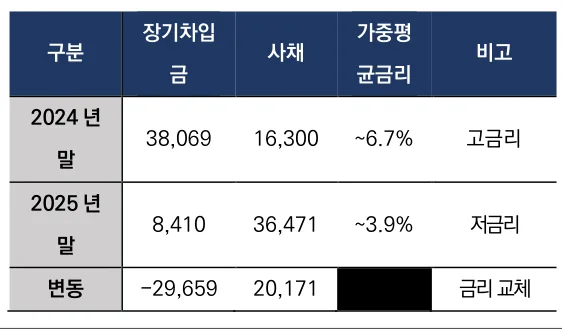 구분 장기차입금 사채 가중평균금리 비고
2024 년말 38,069 16,300 ~6.7% 고금리
2025 년말 8,410 36,471 ~3.9% 저금리
변동 -29,659 20,171 금리 교체